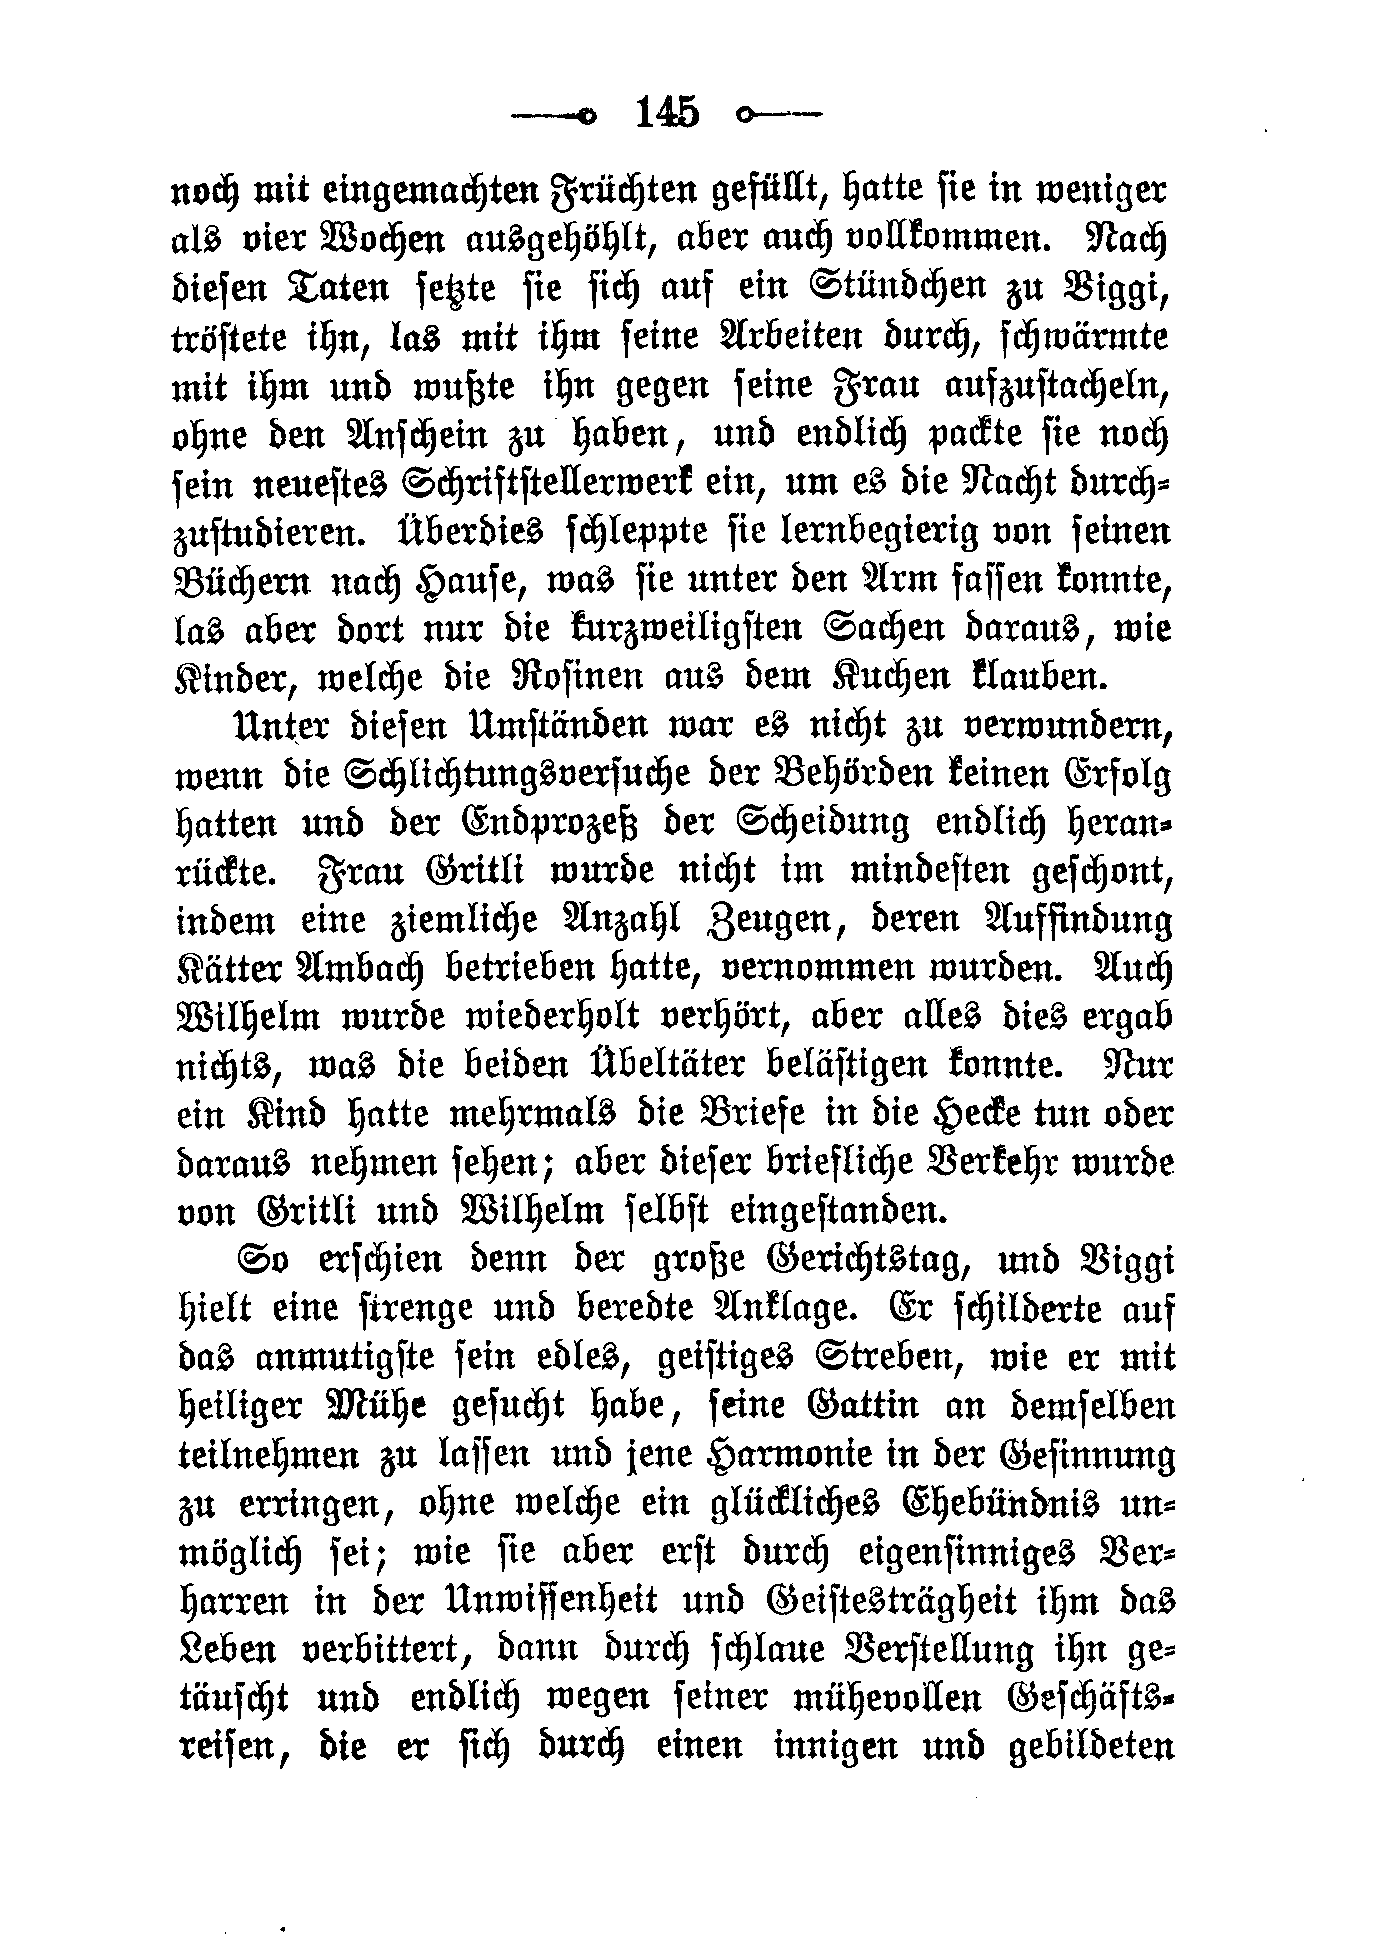 145
noch mit eingemachten Früchten gefüllt, hatte sie in weniger
als vier Wochen ausgehöhlt, aber auch vollkommen. Nach
diesen Taten setzte sie sich auf ein Stündchen zu Viggi,
tröstete ihn, las mit ihm seine Arbeiten durch, schwärmte
mit ihm und wußte ihn gegen seine Frau aufzustacheln,
ohne den Anschein zu haben, und endlich packte sie noch
sein neuestes Schriftstellerwerk ein, um es die Nacht durch-
zustudieren. Überdies schleppte sie lernbegierig von seinen
Büchern nach Hause, was sie unter den Arm fassen konnte,
las aber dort nur die kurzweiligsten Sachen daraus, wie
Kinder, welche die Rosinen aus dem Kuchen klauben.
Unter diesen Umständen war es nicht zu verwundern,
wenn die Schlichtungsversuche der Behörden keinen Erfolg
hatten und der Endprozeß der Scheidung endlich heran-
rückte. Frau Gritli wurde nicht im mindesten geschont,
indem eine ziemliche Anzahl Zeugen, deren Auffindung
Kätter Ambach betrieben hatte, vernommen wurden. Auch
Wilhelm wurde wiederholt verhört, aber alles dies ergab
nichts, was die beiden Übeltäter belästigen konnte. Nur
ein Kind hatte mehrmals die Briefe in die Hecke tun oder
daraus nehmen sehen; aber dieser briefliche Verkehr wurde
von Gritli und Wilhelm selbst eingestanden.
So erschien denn der große Gerichtstag, und Viggi
hielt eine strenge und beredte Anklage. Er schilderte auf
das anmutigste sein edles, geistiges Streben, wie er mit
heiliger Mühe gesucht habe, seine Gattin an demselben
teilnehmen zu lassen und jene Harmonie in der Gesinnung
zu erringen, ohne welche ein glückliches Ehebündnis un-
möglich sei; wie sie aber erst durch eigensinniges Ver-
harren in der Unwissenheit und Geistesträgheit ihm das
Leben verbittert, dann durch schlaue Verstellung ihn ge-
täuscht und endlich wegen seiner mühevollen Geschäfts-
reisen, die er sich durch einen innigen und gebildeten